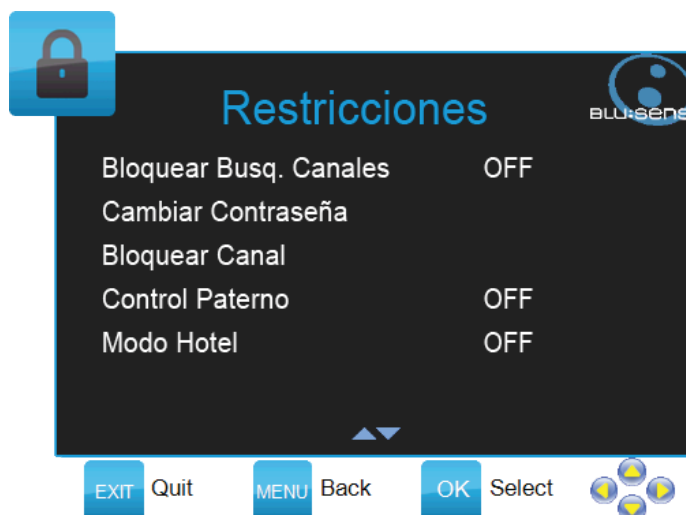 Restricciones
BLU:sens
Bloquear Busq. Canales OFF
Cambiar Contraseña
Bloquear Canal
Control Paterno OFF
Modo Hotel OFF
EXIT Quit MENU Back OK Select